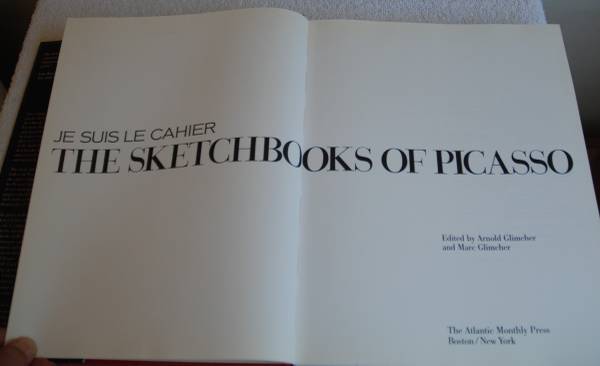 JE SUIS LE CAHIER
THE SKETCHBOOKS OF PICASSO
Edited by Arnold Glimcher
and Marc Glimcher
The Atlantic Monthly Press
Boston/New York